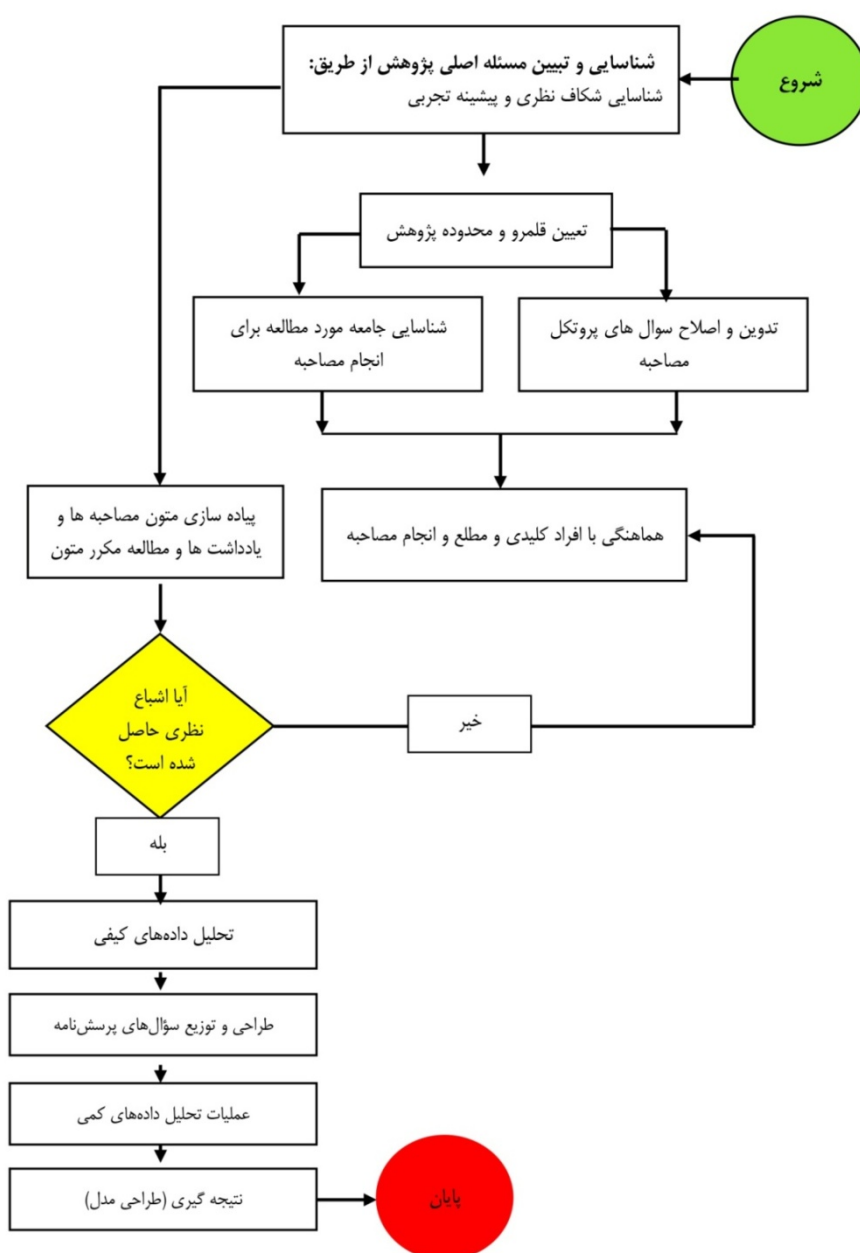 شروع
شناسایی و تبیین مسئله اصلی پژوهش از طریق:
شناسایی شکاف نظری و پیشینه تجربی
تعیین قلمرو و محدوده پژوهش
تدوین و اصلاح سوال های پروتکل
مصاحبه
شناسایی جامعه مورد مطالعه برای
انجام مصاحبه
هماهنگی با افراد کلیدی و مطلع و انجام مصاحبه
پیاده سازی متون مصاحبه ها و
یادداشت ها و مطالعه مکرر متون
آیا اشباع
نظری حاصل
شده است؟
خیر
بله
تحلیل داده‌های کیفی
طراحی و توزیع سؤال‌های پرسش‌نامه
عملیات تحلیل داده‌های کمی
نتیجه گیری (طراحی مدل)
پایان